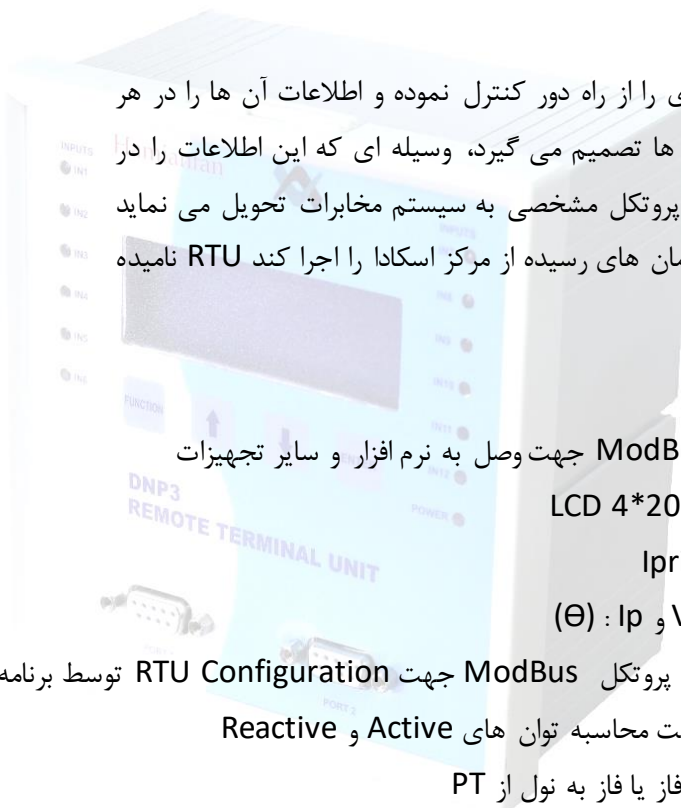 ی را از راه دور کنترل نموده و اطلاعات آن ها را در هر
ها تصمیم می گیرد، وسیله ای که این اطلاعات را در
پروتکل مشخصی به سیستم مخابرات تحویل می نماید
مان های رسیده از مرکز اسکادا را اجرا کند RTU نامیده
ModB جهت وصل به نرم افزار و سایر تجهیزات
LCD 4*20
Ipr
V و Ip : (Ɵ)
پروتکل ModBus جهت RTU Configuration توسط برنامه
ت محاسبه توان های Active و Reactive
فاز یا فاز به نول از PT
INPUTS
IN1
IN2
IN3
IN4
IN5
IN6
INPUTS
IN8
IN9
IN10
IN11
IN12
POWER
FUNCTION
DNP3
REMOTE TERMINAL UNIT
PORT 2